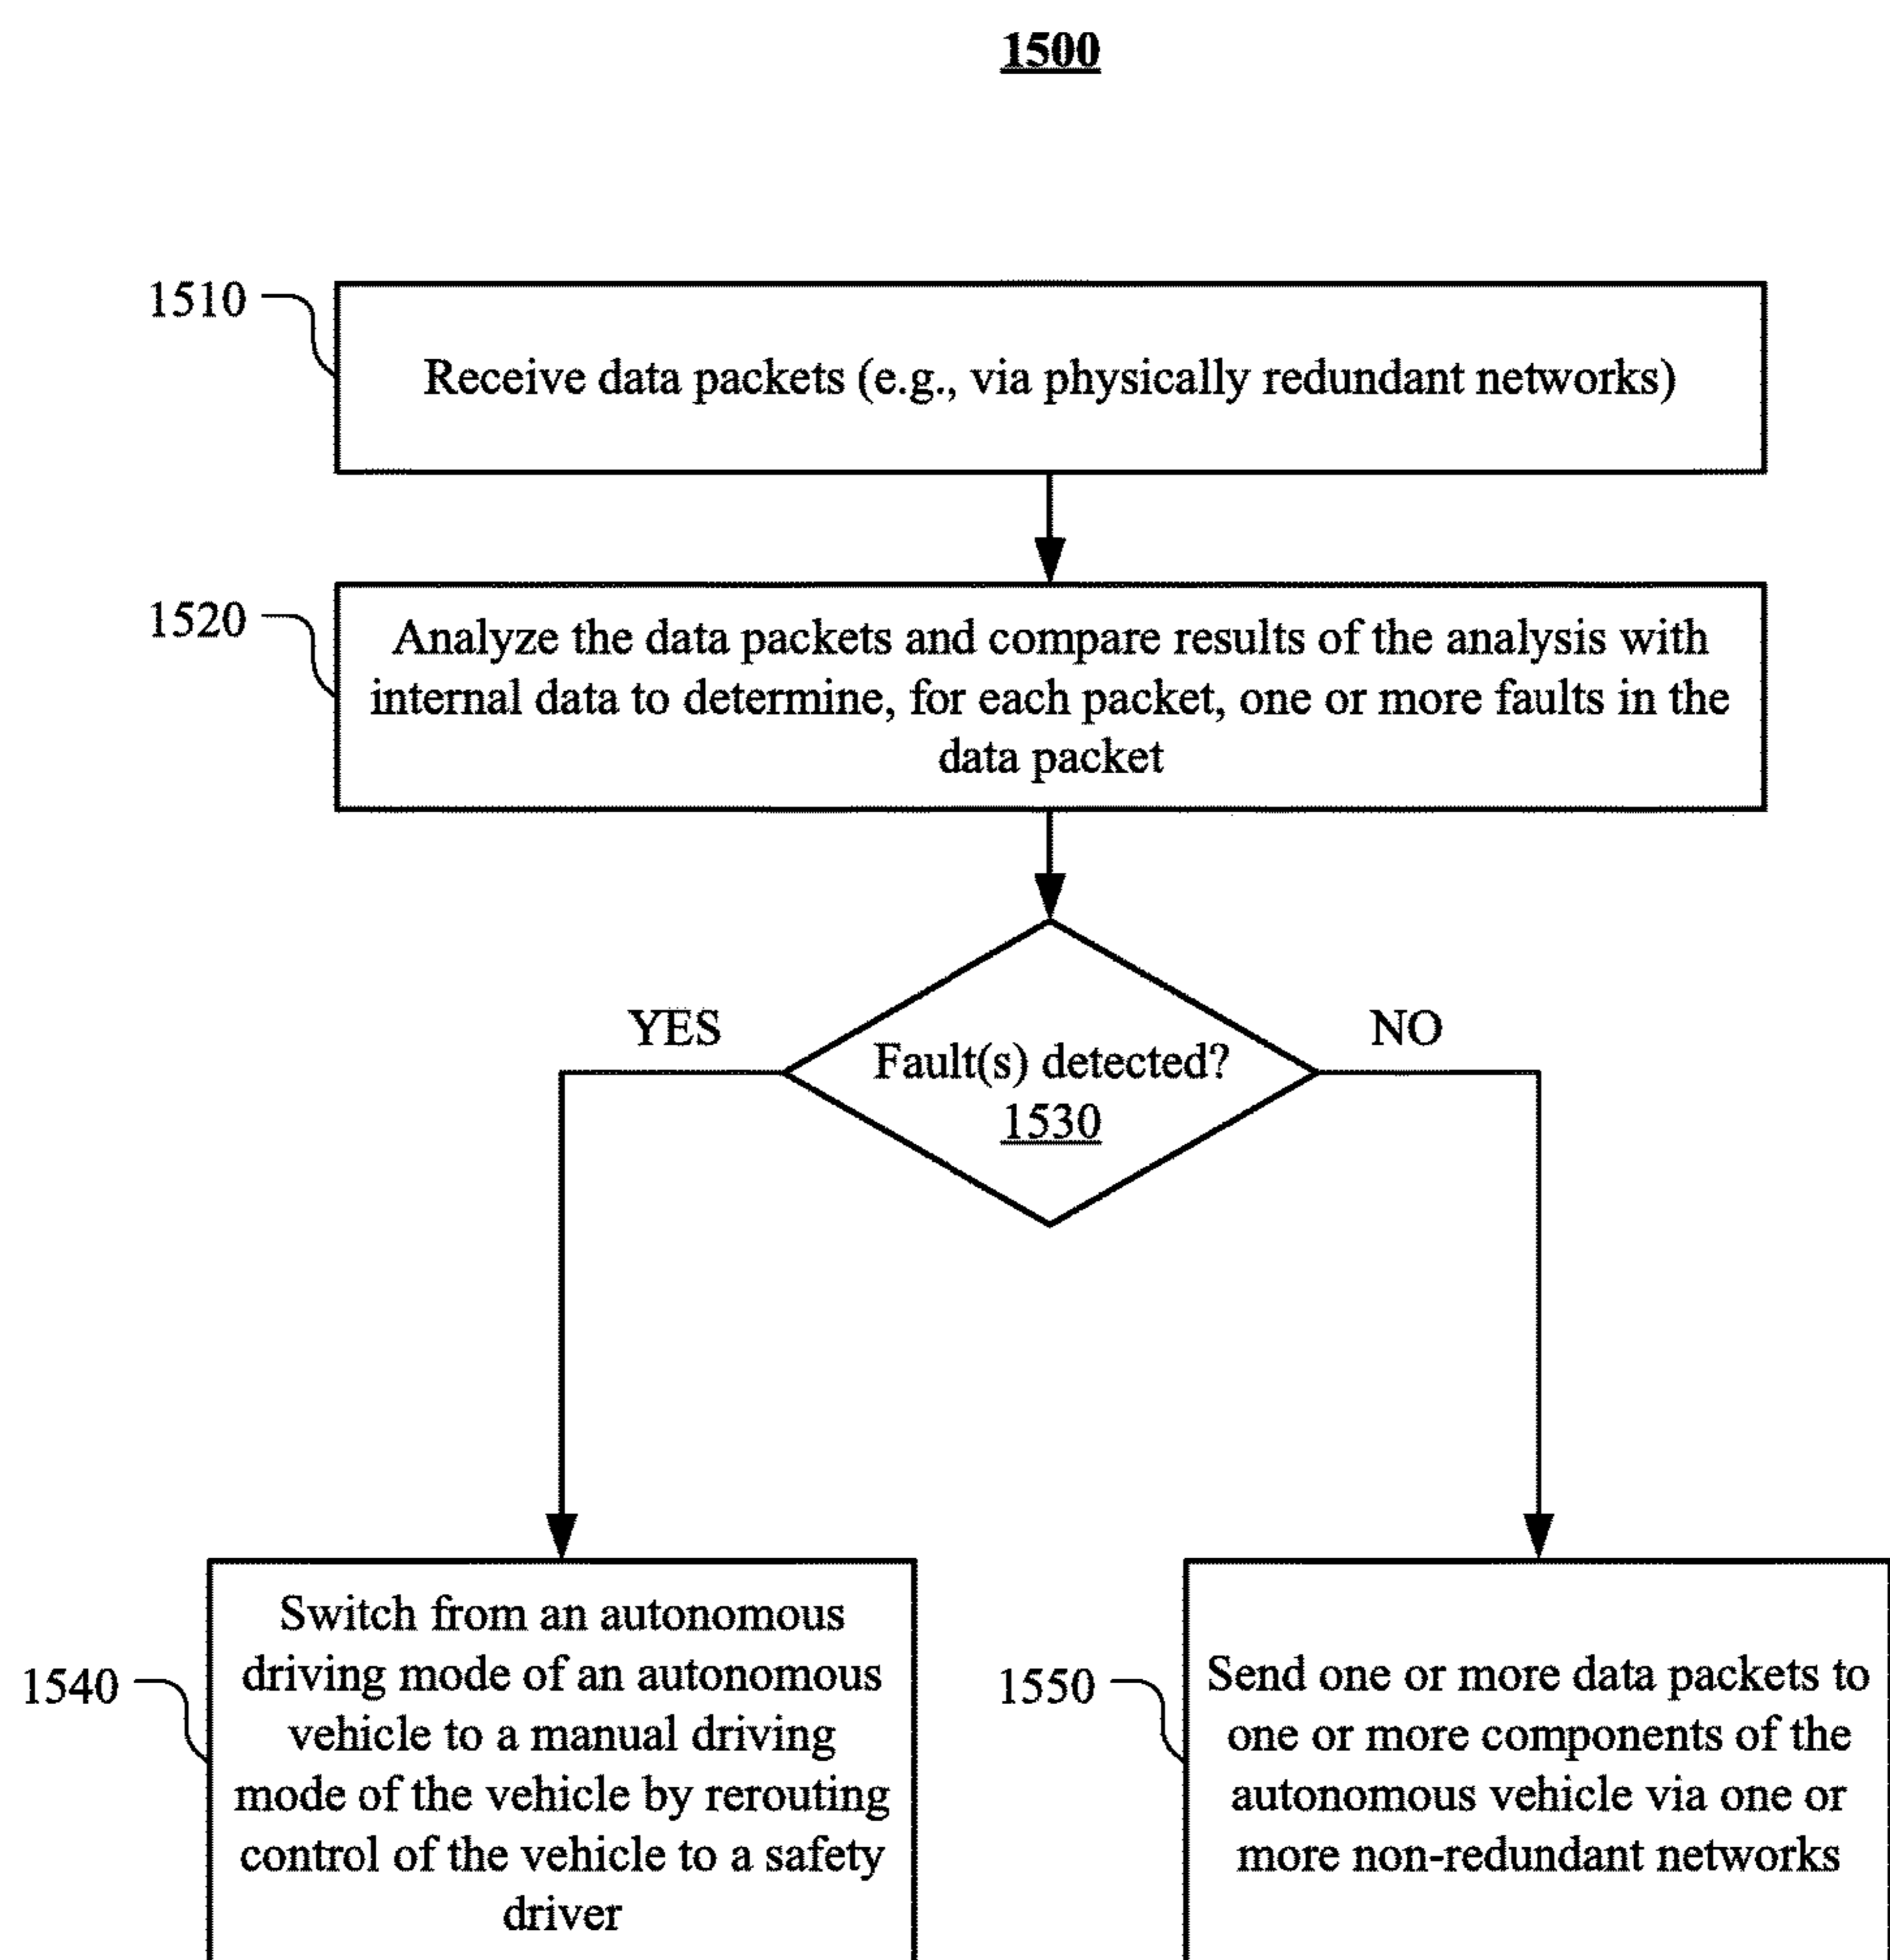 1500
1510
Receive data packets (e.g., via physically redundant networks)
1520
Analyze the data packets and compare results of the analysis with
internal data to determine, for each packet, one or more faults in the
data packet
YES
NO
Fault(s) detected?
1530
1540
Switch from an autonomous
driving mode of an autonomous
vehicle to a manual driving
mode of the vehicle by rerouting
control of the vehicle to a safety
driver
1550
Send one or more data packets to
one or more components of the
autonomous vehicle via one or
more non-redundant networks